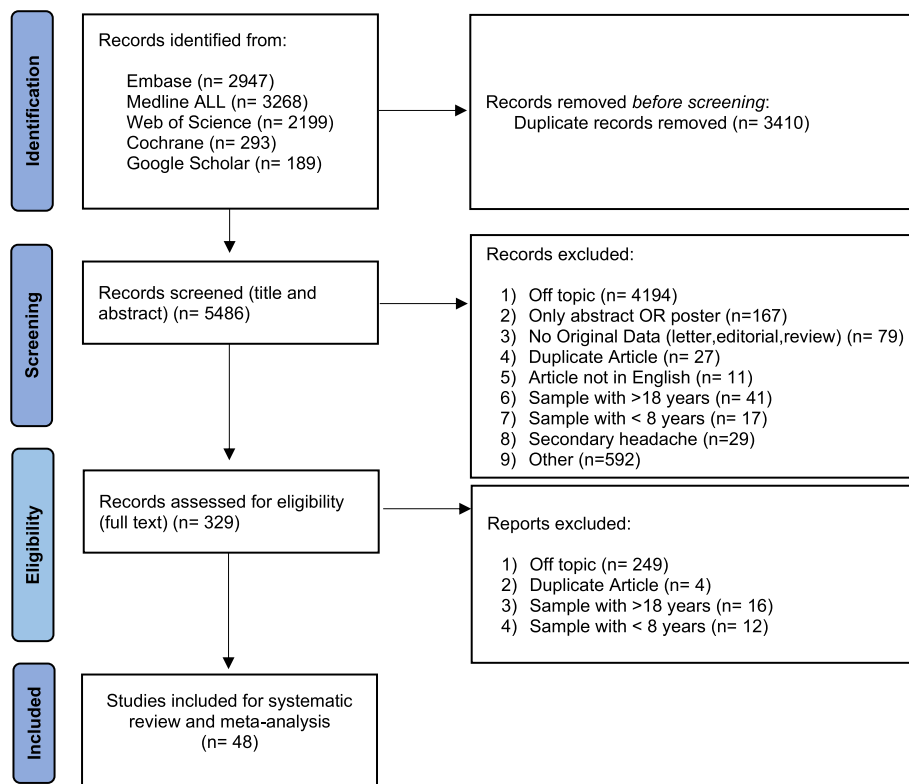 Identification
Records identified from:
Embase (n= 2947)
Medline ALL (n= 3268)
Web of Science (n= 2199)
Cochrane (n= 293)
Google Scholar (n= 189)
Records removed before screening:
Duplicate records removed (n= 3410)
Screening
Records screened (title and
abstract) (n= 5486)
Records excluded:
1) Off topic (n= 4194)
2) Only abstract OR poster (n=167)
3) No Original Data (letter,editorial,review) (n= 79)
4) Duplicate Article (n= 27)
5) Article not in English (n= 11)
6) Sample with >18 years (n= 41)
7) Sample with < 8 years (n= 17)
8) Secondary headache (n=29)
9) Other (n=592)
Eligibility
Records assessed for eligibility
(full text) (n= 329)
Reports excluded:
1) Off topic (n= 249)
2) Duplicate Article (n= 4)
3) Sample with >18 years (n= 16)
4) Sample with < 8 years (n= 12)
Included
Studies included for systematic
review and meta-analysis
(n= 48)